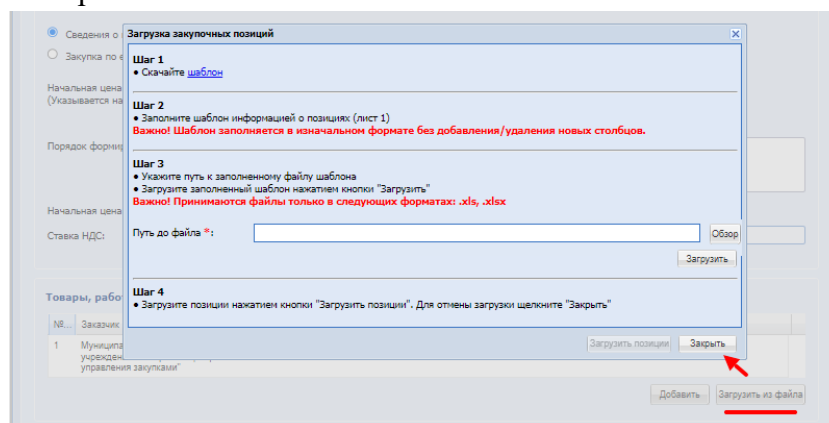 Сведения о
Загрузка закупочных позиций
Закупка по е
Начальная цена
(Указывается на
Порядок формир
Начальная цена
Ставка НДС:
Шаг 1
• Скачайте шаблон
Шаг 2
• Заполните шаблон информацией о позициях (лист 1)
Важно! Шаблон заполняется в изначальном формате без добавления/удаления новых столбцов.
Шаг 3
• Укажите путь к заполненному файлу шаблона
• Загрузите заполненный шаблон нажатием кнопки "Загрузить"
Важно! Принимаются файлы только в следующих форматах: .xls, .xlsx
Путь до файла *:
Обзор
Загрузить
Шаг 4
• Загрузите позиции нажатием кнопки "Загрузить позиции". Для отмены загрузки щелкните "Закрыть"
Загрузить позиции Закрыть
Товары, рабо
№... Заказчик
1 Муниципа
учрежден
управления закупками"
Добавить Загрузить из файла